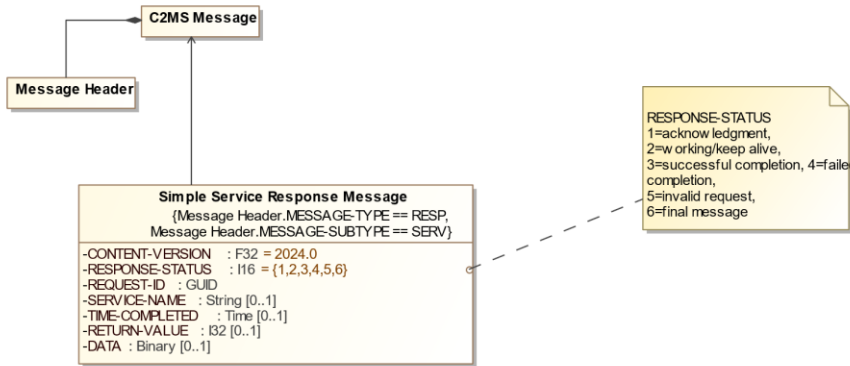 C2MS Message
Message Header
RESPONSE-STATUS
1=acknowledgment,
2=working/keep alive,
3=successful completion, 4=faile
completion,
5=invalid request,
6=final message
Simple Service Response Message
{Message Header.MESSAGE-TYPE == RESP,
Message Header.MESSAGE-SUBTYPE == SERV}
-CONTENT-VERSION : F32 = 2024.0
-RESPONSE-STATUS : I16 = {1,2,3,4,5,6}
-REQUEST-ID : GUID
-SERVICE-NAME : String [0..1]
-TIME-COMPLETED : Time [0..1]
-RETURN-VALUE : I32 [0..1]
-DATA : Binary [0..1]